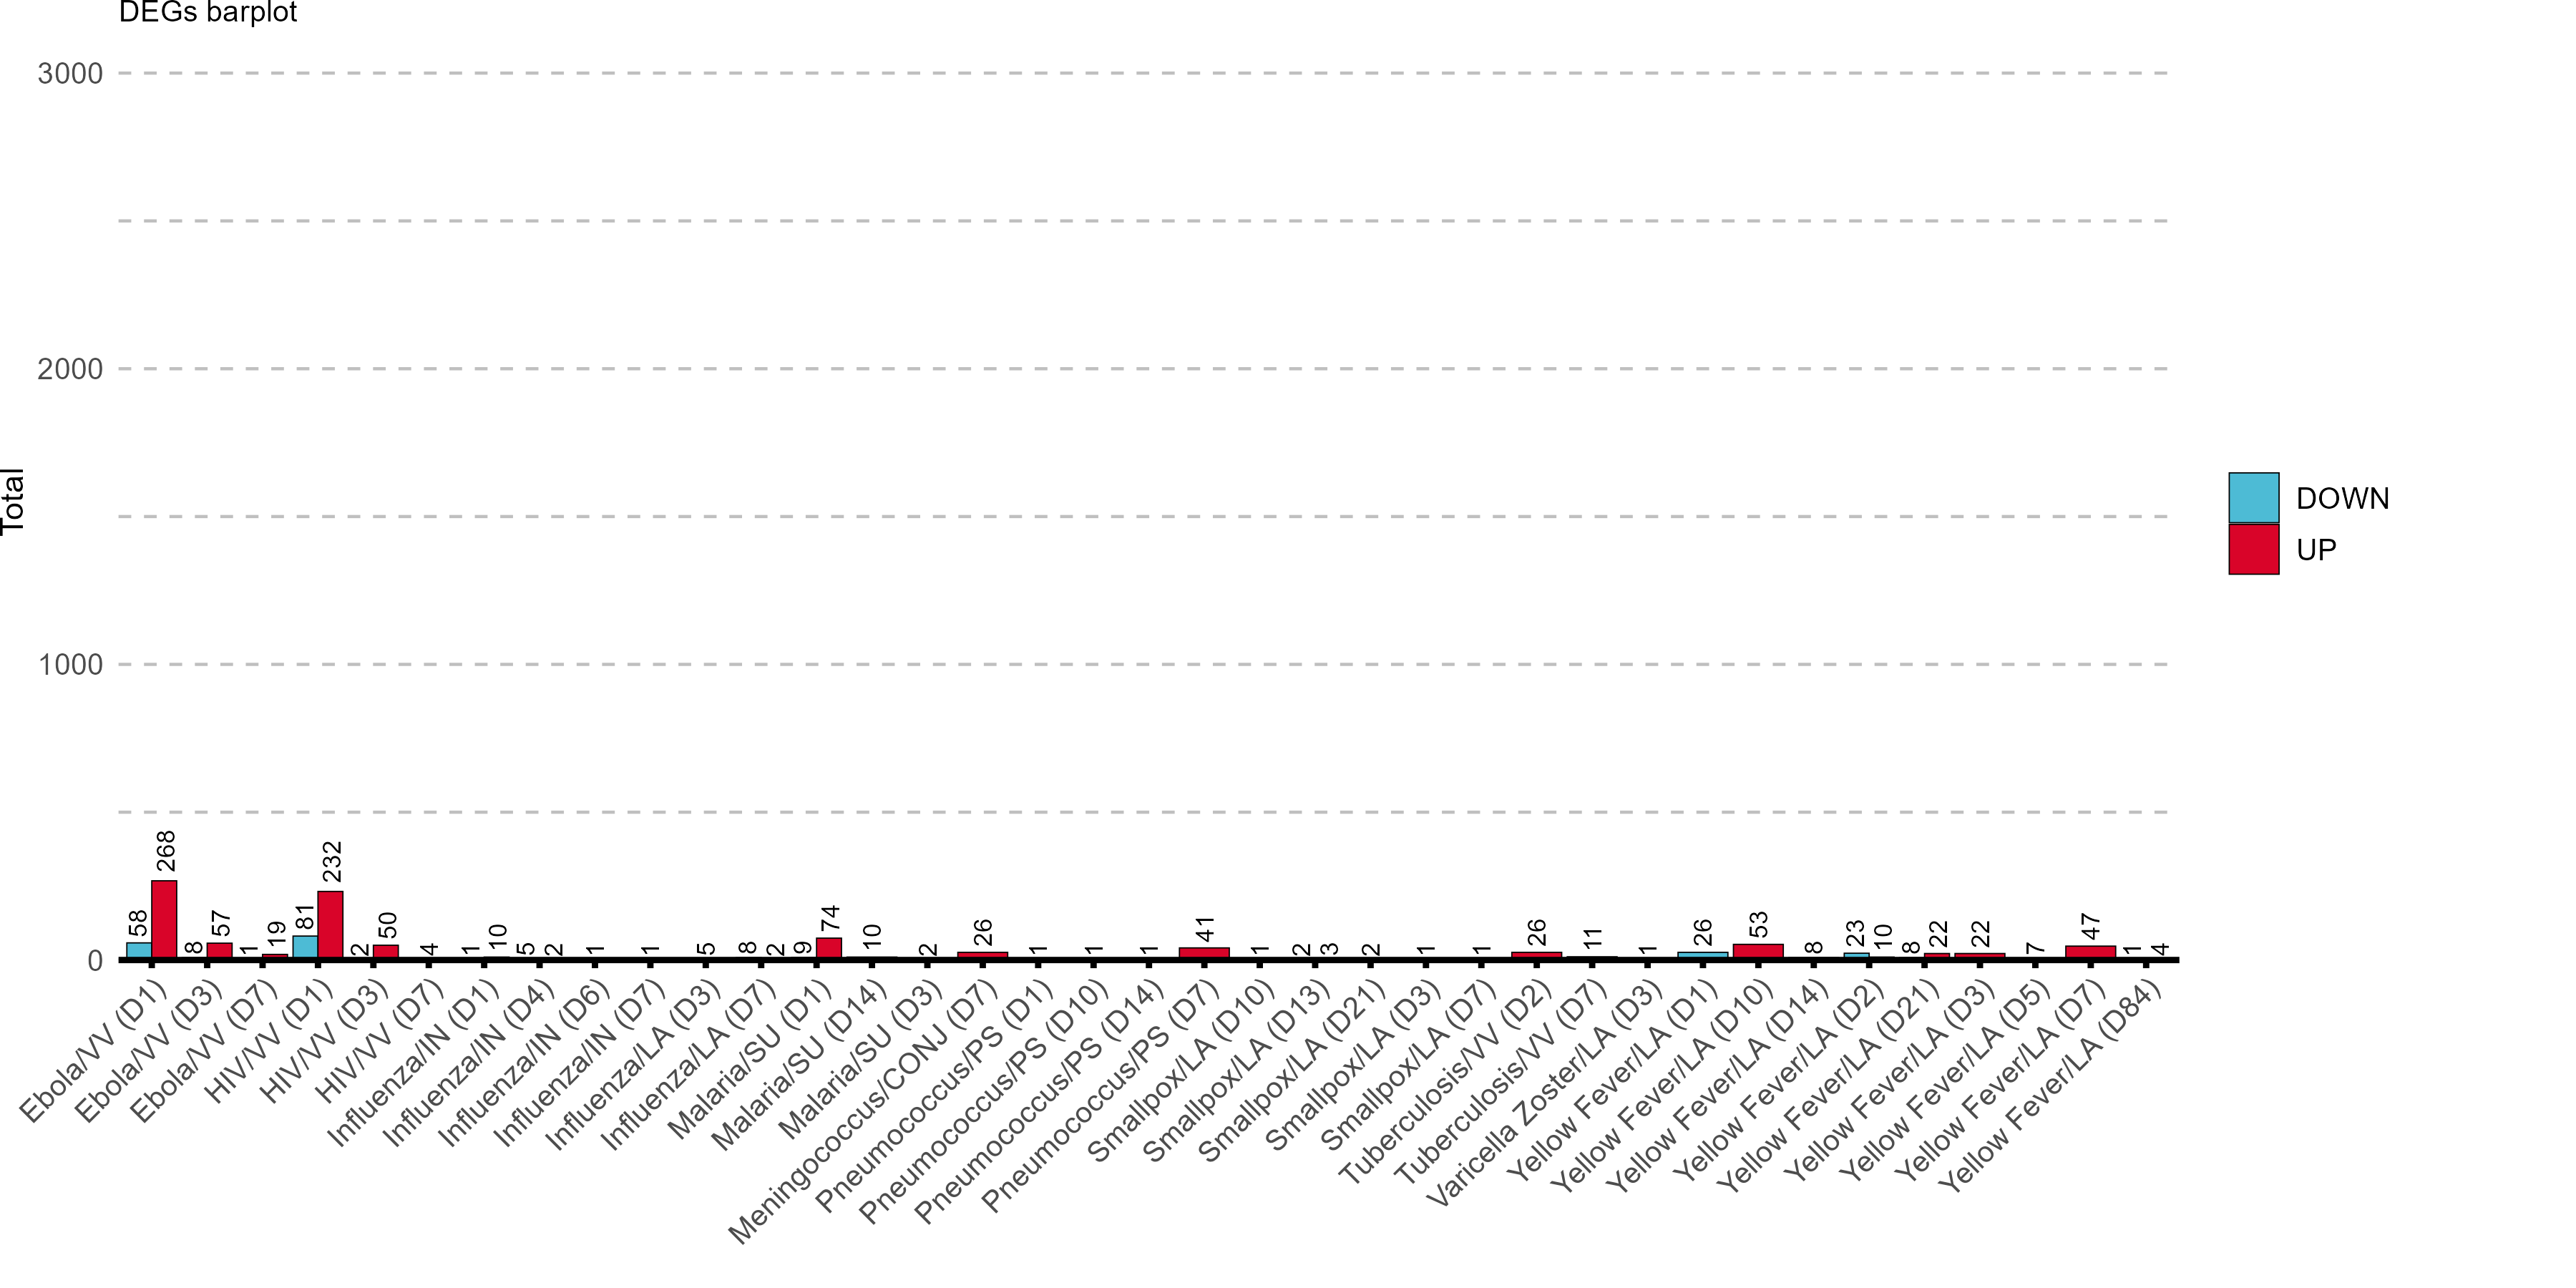 DEGs barplot
3000
2000
1000
0
Total
58
268
8
57
1
19
81
232
2
50
4
1
10
5
2
1
1
5
8
2
9
74
10
2
26
1
1
1
41
1
2
3
2
1
1
26
11
1
26
53
8
23
10
8
22
22
7
47
1
4
Ebola/VV (D1)
Ebola/VV (D3)
Ebola/VV (D7)
HIV/VV (D1)
HIV/VV (D3)
HIV/VV (D7)
Influenza/IN (D1)
Influenza/IN (D4)
Influenza/IN (D6)
Influenza/IN (D7)
Influenza/LA (D3)
Influenza/LA (D7)
Malaria/SU (D1)
Malaria/SU (D14)
Malaria/SU (D3)
Meningococcus/CONJ (D7)
Pneumococcus/PS (D1)
Pneumococcus/PS (D10)
Pneumococcus/PS (D14)
Pneumococcus/PS (D7)
Smallpox/LA (D10)
Smallpox/LA (D13)
Smallpox/LA (D21)
Smallpox/LA (D3)
Smallpox/LA (D7)
Tuberculosis/VV (D2)
Tuberculosis/VV (D7)
Varicella Zoster/LA (D3)
Yellow Fever/LA (D1)
Yellow Fever/LA (D10)
Yellow Fever/LA (D14)
Yellow Fever/LA (D2)
Yellow Fever/LA (D21)
Yellow Fever/LA (D3)
Yellow Fever/LA (D5)
Yellow Fever/LA (D7)
Yellow Fever/LA (D84)
DOWN
UP